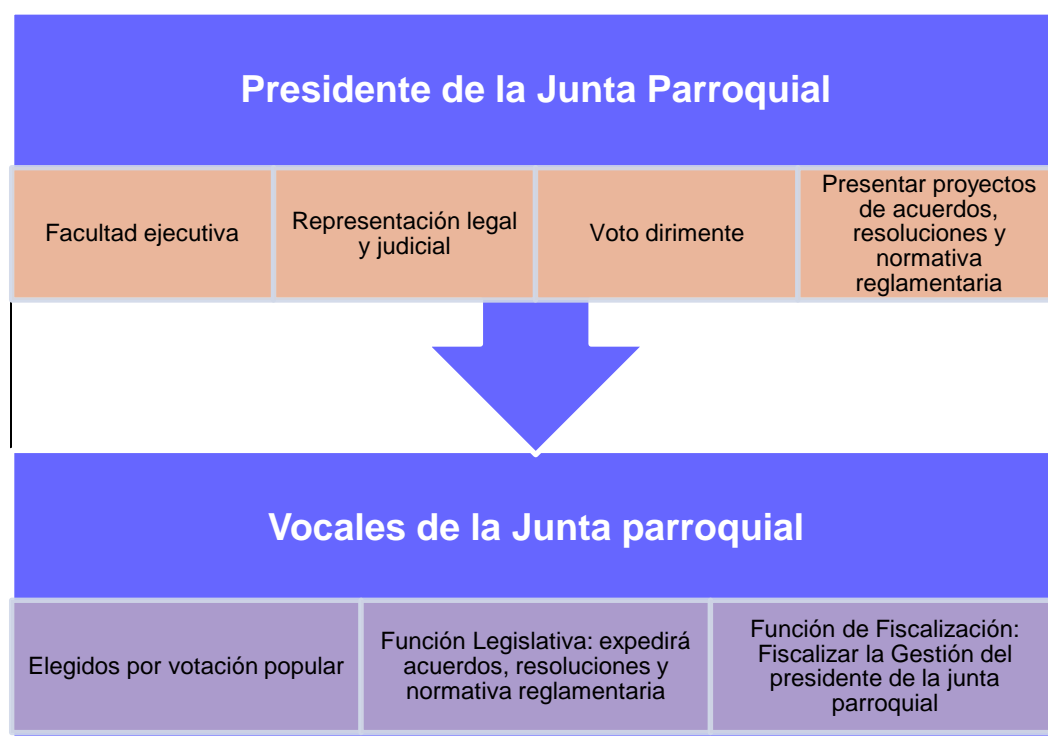 Presidente de la Junta Parroquial
Facultad ejecutiva
Representación legal
y judicial
Voto dirimente
Presentar proyectos
de acuerdos,
resoluciones y
normativa
reglamentaria
Vocales de la Junta parroquial
Elegidos por votación popular
Función Legislativa: expedirá
acuerdos, resoluciones y
normativa reglamentaria
Función de Fiscalización:
Fiscalizar la Gestión del
presidente de la junta
parroquial